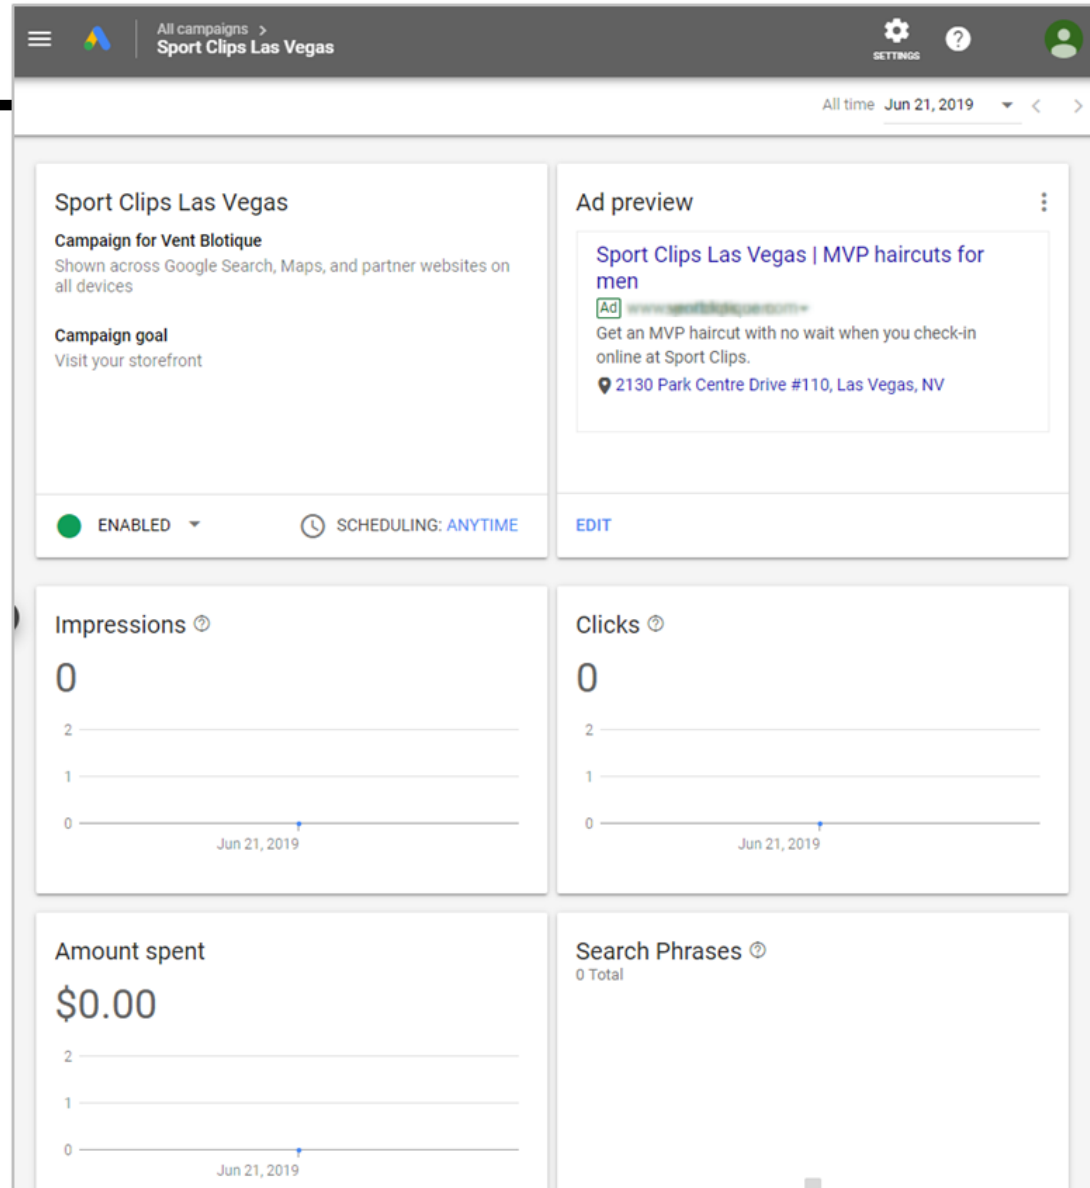 All campaigns >
Sport Clips Las Vegas
SETTINGS
All time Jun 21, 2019
Sport Clips Las Vegas
Campaign for Vent Blotique
Shown across Google Search, Maps, and partner websites on
all devices
Campaign goal
Visit your storefront
ENABLED
SCHEDULING: ANYTIME
Ad preview
Sport Clips Las Vegas | MVP haircuts for
men
Ad
Get an MVP haircut with no wait when you check-in
online at Sport Clips.
2130 Park Centre Drive #110, Las Vegas, NV
EDIT
Impressions
0
2
1
0
Jun 21, 2019
Clicks
0
2
1
0
Jun 21, 2019
Amount spent
$0.00
2
1
0
Jun 21, 2019
Search Phrases
0 Total